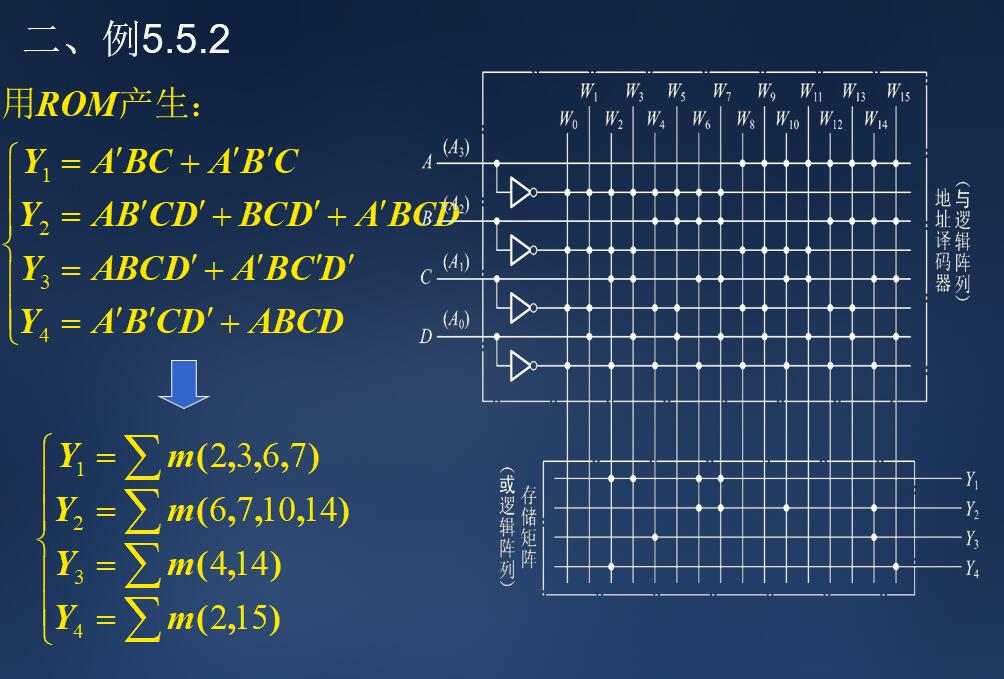 二、例5.5.2
用ROM产生：
Y₁ = A′BC + A′B′C
Y₂ = AB′CD′ + BCD′ + A′BCD
Y₃ = ABCD′ + A′BC′D′
Y₄ = A′B′CD′ + ABCD
Y₁ = ∑ m(2,3,6,7)
Y₂ = ∑ m(6,7,10,14)
Y₃ = ∑ m(4,14)
Y₄ = ∑ m(2,15)
W₁ W₃ W₅ W₇ W₉ W₁₁ W₁₃ W₁₅
W₀ W₂ W₄ W₆ W₈ W₁₀ W₁₂ W₁₄
A (A₃)
B (A₂)
C (A₁)
D (A₀)
地址译码器
(与逻辑阵列)
存储矩阵
(或逻辑阵列)
Y₁
Y₂
Y₃
Y₄